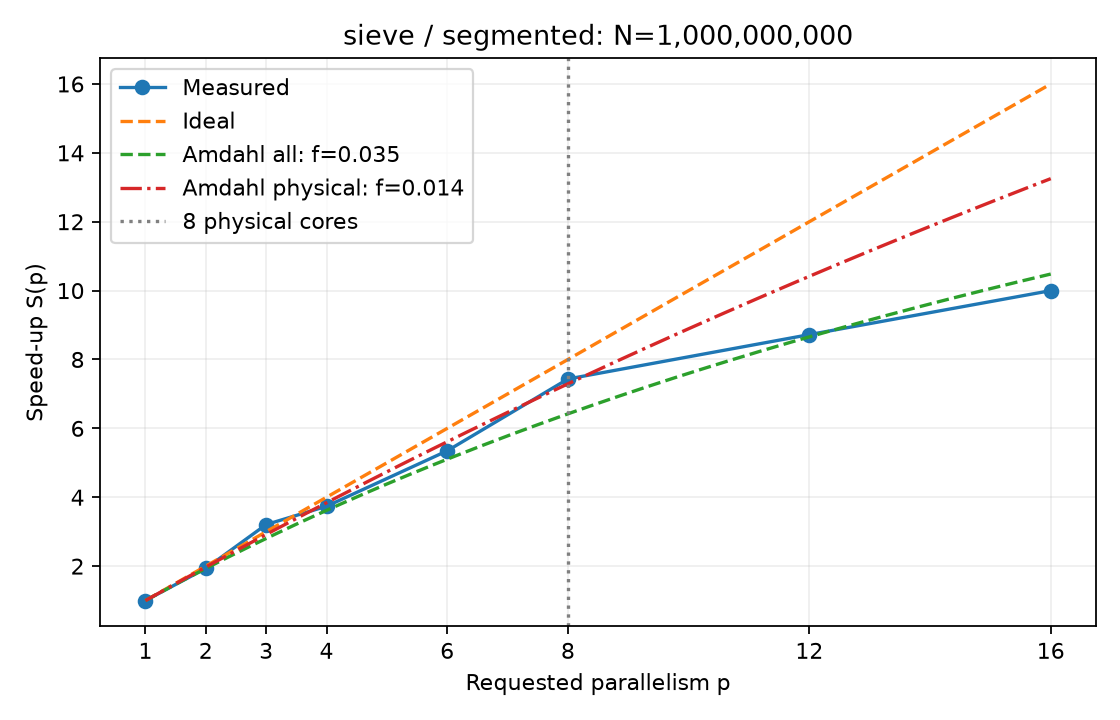 sieve / segmented: N=1,000,000,000
Measured
Ideal
Amdahl all: f=0.035
Amdahl physical: f=0.014
8 physical cores
Speed-up S(p)
16
14
12
10
8
6
4
2
1 2 3 4 6 8 12 16
Requested parallelism p